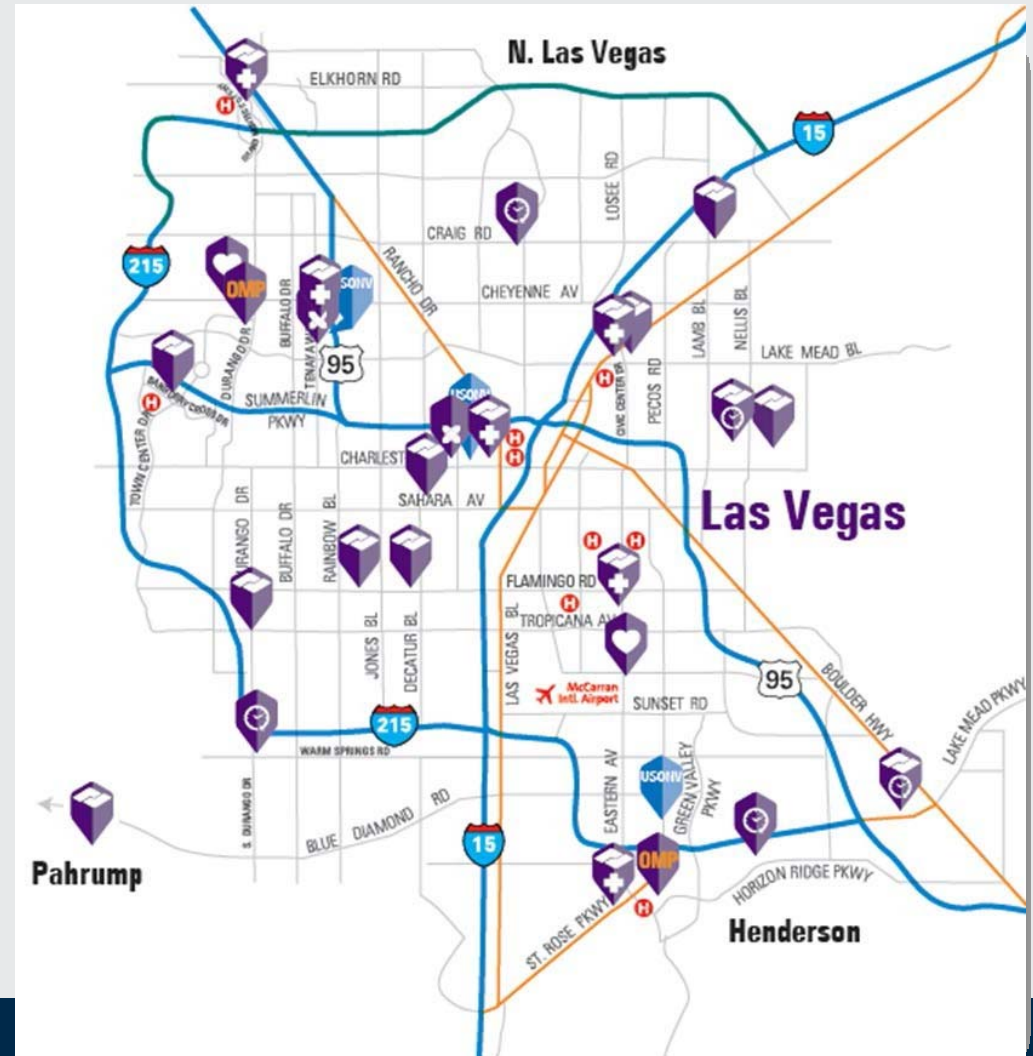 N. Las Vegas
ELKHORN RD
15
LOSEE RD
CRAIG RD
RANCHO DR
215
CHEYENNE AV
OMP
USONV
BUFFALO DR
DURANGO DR
TENAYA W
LAMB BL
NELLIS BL
LAKE MEAD BL
95
PECOS RD
CIVIC CENTER DR
H
H
SUMMERLIN
PKWY
USONV
TOWN CENTER DR
H
H
CHARLEST
SAHARA AV
Las Vegas
DURANGO DR
BUFFALO DR
RAINBOW BL
H
H
FLAMINGO RD
H
TROPICANA AV
JONES BL
DECATUR BL
LAS VEGAS BL
95
BOULDER HWY
McCarran
Intl. Airport
SUNSET RD
LAKE MEAD PKWY
215
WARM SPRINGS RD
EASTERN AV
USONV
GREEN VALLEY
PKWY
S. DURANGO DR
BLUE DIAMOND RD
15
OMP
Pahrump
HORIZON RIDGE PKWY
H
ST. ROSE PKWY
Henderson